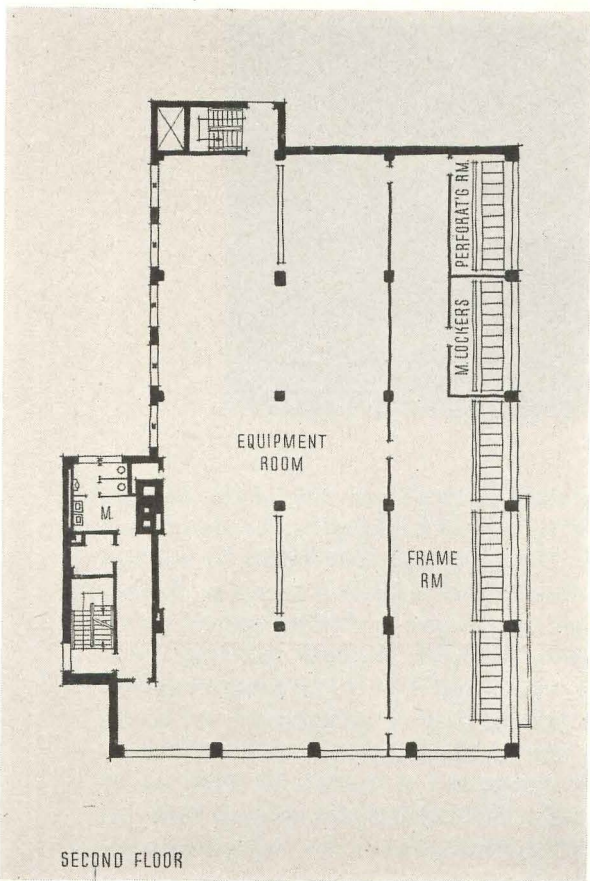 PERFORAT'G RM.
M. LOCKERS
EQUIPMENT
ROOM
M.
FRAME
RM
SECOND FLOOR